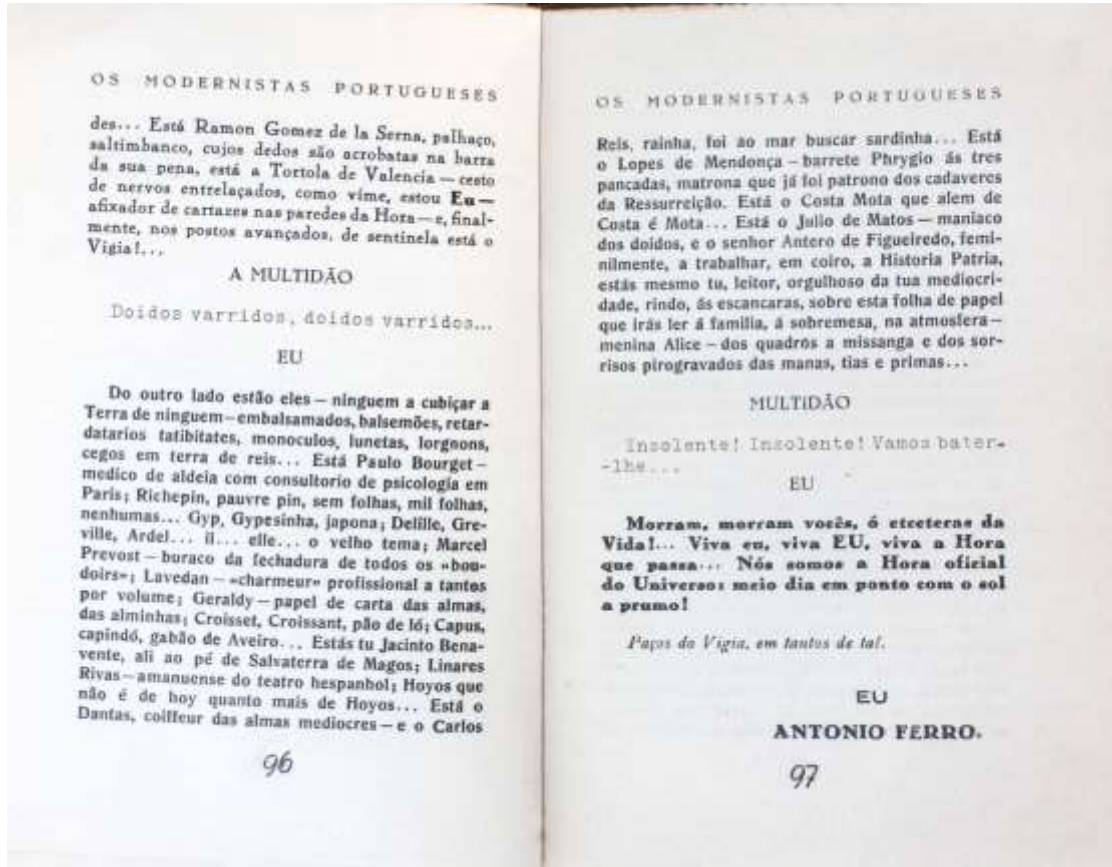 OS MODERNISTAS PORTUGUESES
des... Está Ramon Gomez de la Serna, palhaço,
saltimbanco, cujos dedos são acrobatas na barra
da sua pena, está a Tortola de Valencia — cesto
de nervos entrelaçados, como vime, estou Eu —
afixador de cartazes nas paredes da Hora — e, final-
mente, nos postos avançados, de sentinela está o
Vigia!...
A MULTIDÃO
Doidos varridos, doidos varridos...
EU
Do outro lado estão eles — ninguem a cubiçar a
Terra de ninguem — embalsamados, balsemões, retar-
datarios tatibitates, monoculos, lunetas, lorgnons,
cegos em terra de reis... Está Paulo Bourget —
medico de aldeia com consultorio de psicologia em
Paris; Richepin, pauvre pin, sem folhas, mil folhas,
nenhumas... Gyp, Gypesinha, japona; Delille, Gre-
ville, Ardel... il... elle... o velho tema; Marcel
Prevost — buraco da fechadura de todos os «bou-
doirs»; Lavedan — «charmeur» profissional a tantos
por volume; Geraldy — papel de carta das almas,
das alminhas; Croisset, Croissant, pão de ló; Capus,
capindó, gabão de Aveiro... Estás tu Jacinto Bena-
vente, ali ao pé de Salvaterra de Magos; Linares
Rivas — amanuense do teatro hespanhol; Hoyos que
não é de hoy quanto mais de Hoyos... Está o
Dantas, coiffeur das almas mediocres — e o Carlos
96
OS MODERNISTAS PORTUGUESES
Reis, rainha, foi ao mar buscar sardinha... Está
o Lopes de Mendonça — barrete Phrygio ás tres
pancadas, matrona que já foi patrono dos cadaveres
da Ressurreição. Está o Costa Mota que alem de
Costa é Mota... Está o Julio de Matos — maniaco
dos doidos, e o senhor Antero de Figueiredo, femi-
nilmente, a trabalhar, em coiro, a Historia Patria,
estás mesmo tu, leitor, orgulhoso da tua mediocri-
dade, rindo, ás escancaras, sobre esta folha de papel
que irás ler á familia, á sobremesa, na atmosfera —
menina Alice — dos quadros a missanga e dos sor-
risos pirogravados das manas, tias e primas...
MULTIDÃO
Insolente! Insolente! Vamos bater-
-lhe...
EU
Morram, morram vocês, ó etceteras da
Vida!... Viva eu, viva EU, viva a Hora
que passa... Nós somos a Hora oficial
do Universo: meio dia em ponto com o sol
a prumo!
Paços da Vigia, em tantos de tal.
EU
ANTONIO FERRO.
97